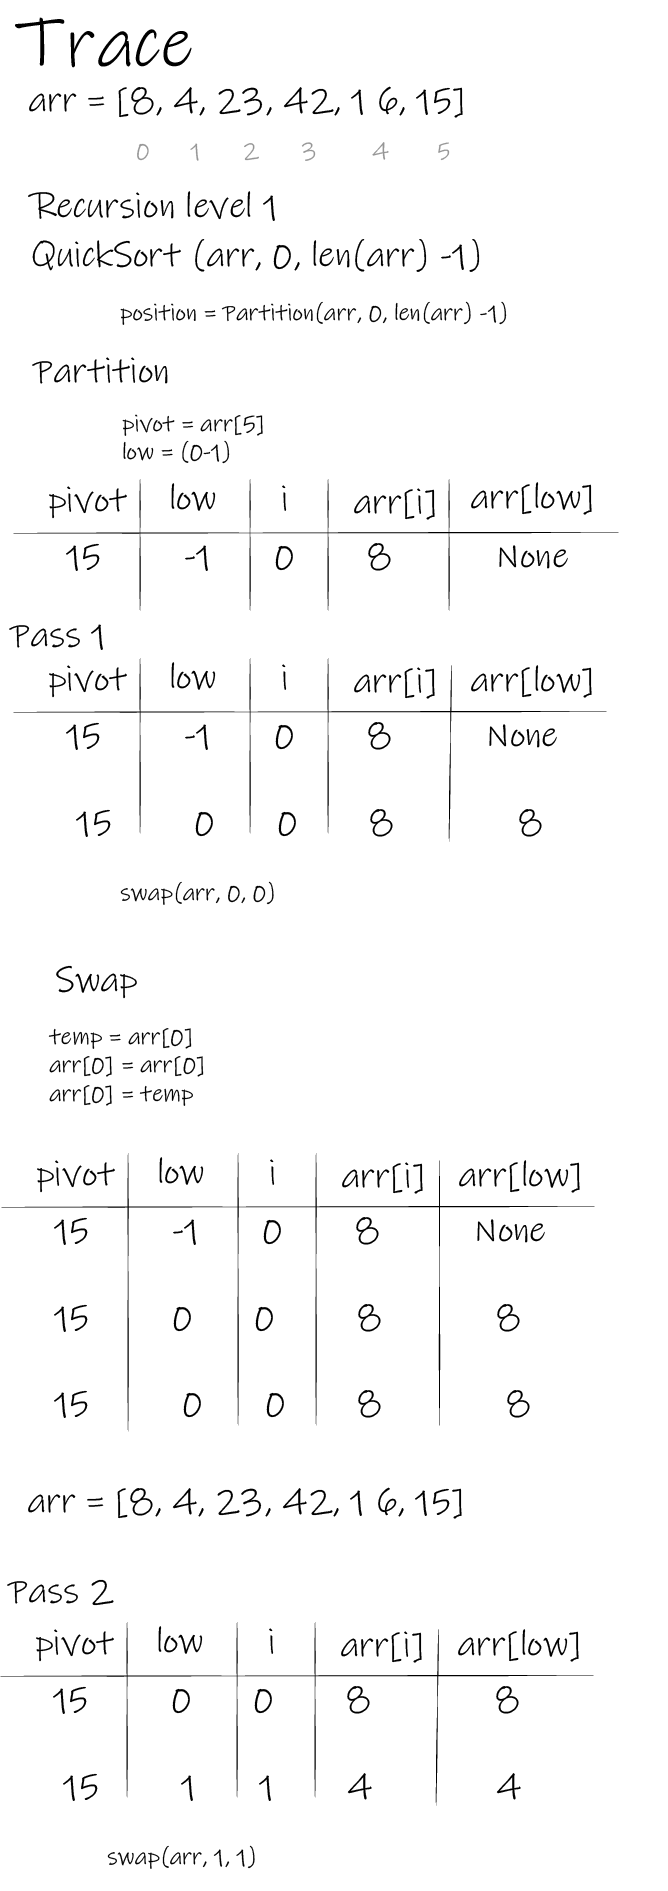 Trace
arr = [8, 4, 23, 42, 1 6, 15]
0 1 2 3 4 5
Recursion level 1
QuickSort (arr, 0, len(arr) -1)
position = Partition(arr, 0, len(arr) -1)
Partition
pivot = arr[5]
low = (0-1)
pivot low i arr[i] arr[low]
15 -1 0 8 None
Pass 1
pivot low i arr[i] arr[low]
15 -1 0 8 None
15 0 0 8 8
swap(arr, 0, 0)
Swap
temp = arr[0]
arr[0] = arr[0]
arr[0] = temp
pivot low i arr[i] arr[low]
15 -1 0 8 None
15 0 0 8 8
15 0 0 8 8
arr = [8, 4, 23, 42, 1 6, 15]
Pass 2
pivot low i arr[i] arr[low]
15 0 0 8 8
15 1 1 4 4
swap(arr, 1, 1)